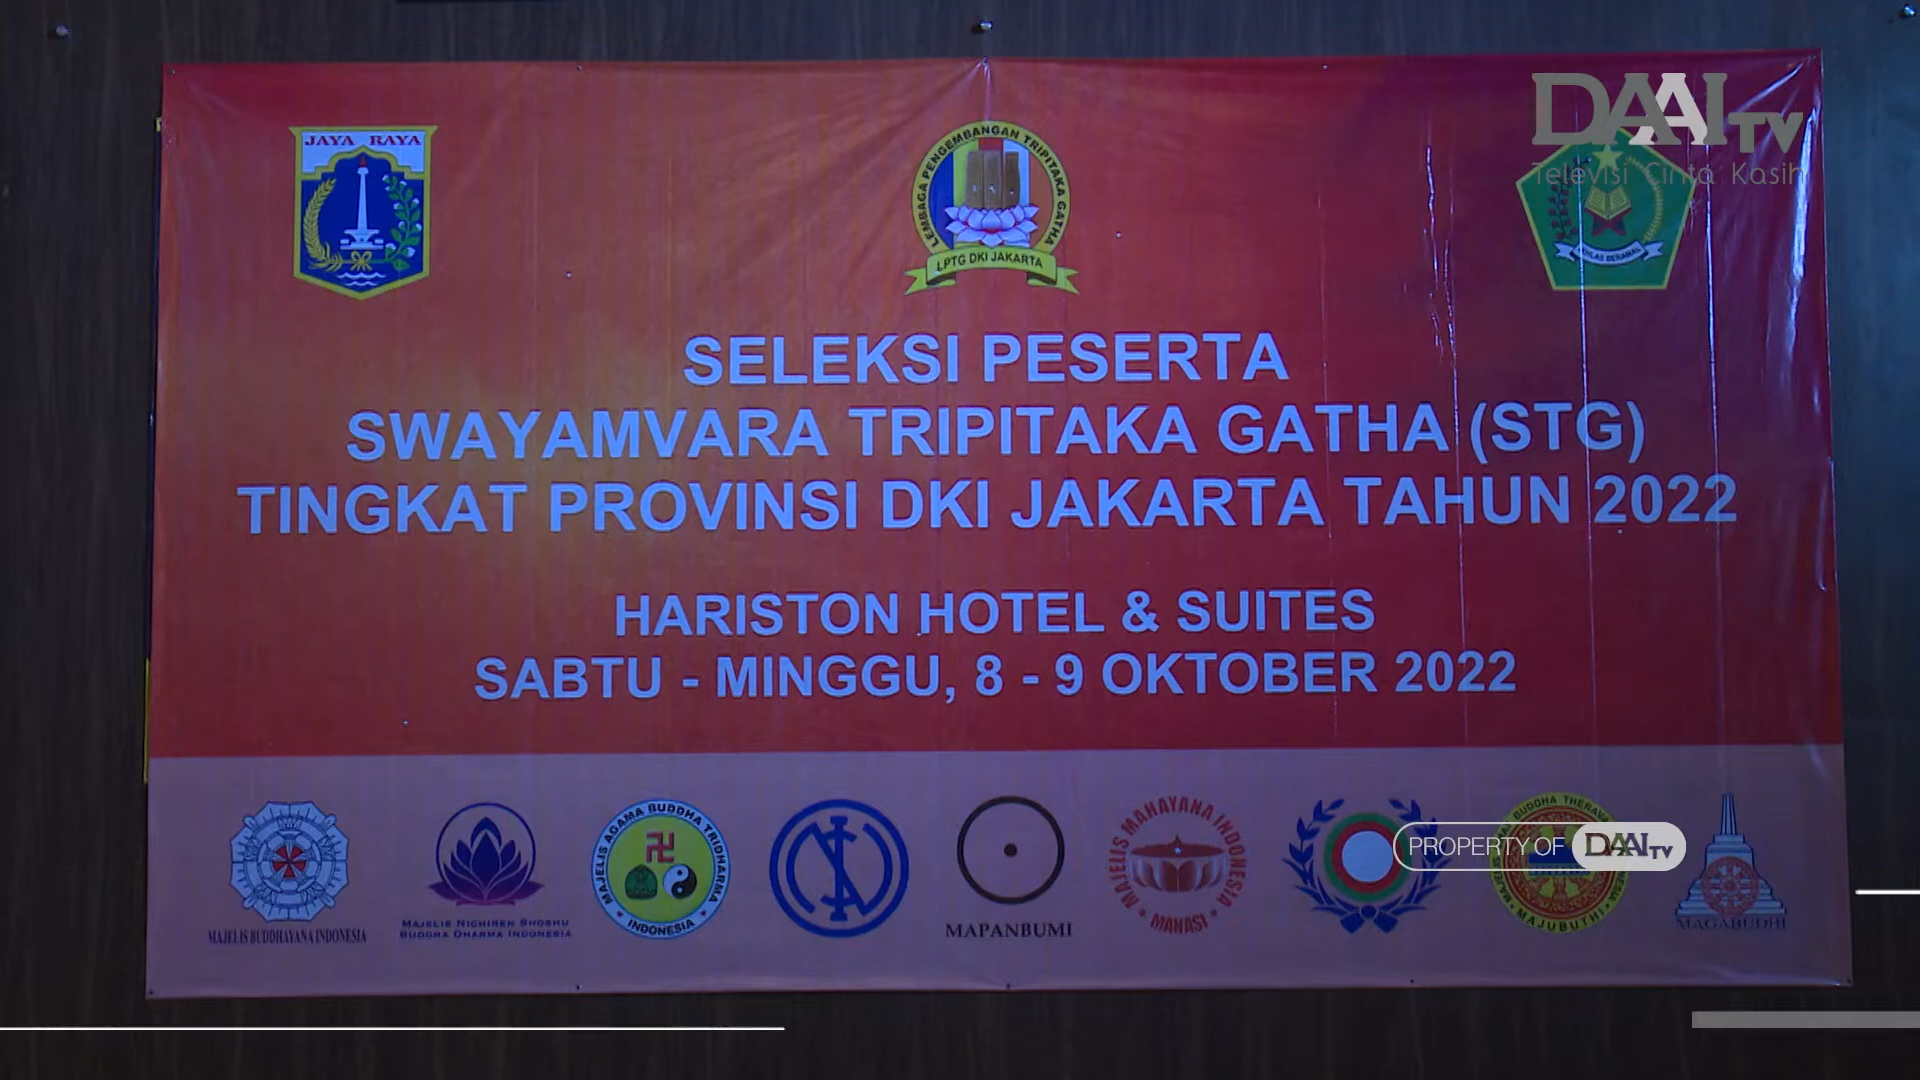 DAAI TV
Televisi Cinta Kasih
JAYA RAYA
LEMBAGA PENGEMBANGAN TRIPITAKA GATHA
LPTG DKI JAKARTA
IKHLAS BERAMAL
SELEKSI PESERTA
SWAYAMVARA TRIPITAKA GATHA (STG)
TINGKAT PROVINSI DKI JAKARTA TAHUN 2022
HARISTON HOTEL & SUITES
SABTU - MINGGU, 8 - 9 OKTOBER 2022
MAJELIS BUDDHAYANA INDONESIA
MAJELIS NICHIREN SHOSHU
BUDDHA DHARMA INDONESIA
MAJELIS AGAMA BUDDHA TRIDHARMA
INDONESIA
MAPANBUMI
MAJELIS MAHAYANA INDONESIA
MAHASI
PROPERTY OF DAAI TV
BUDDHA
MAJUBUTHI
MAGABUDHI